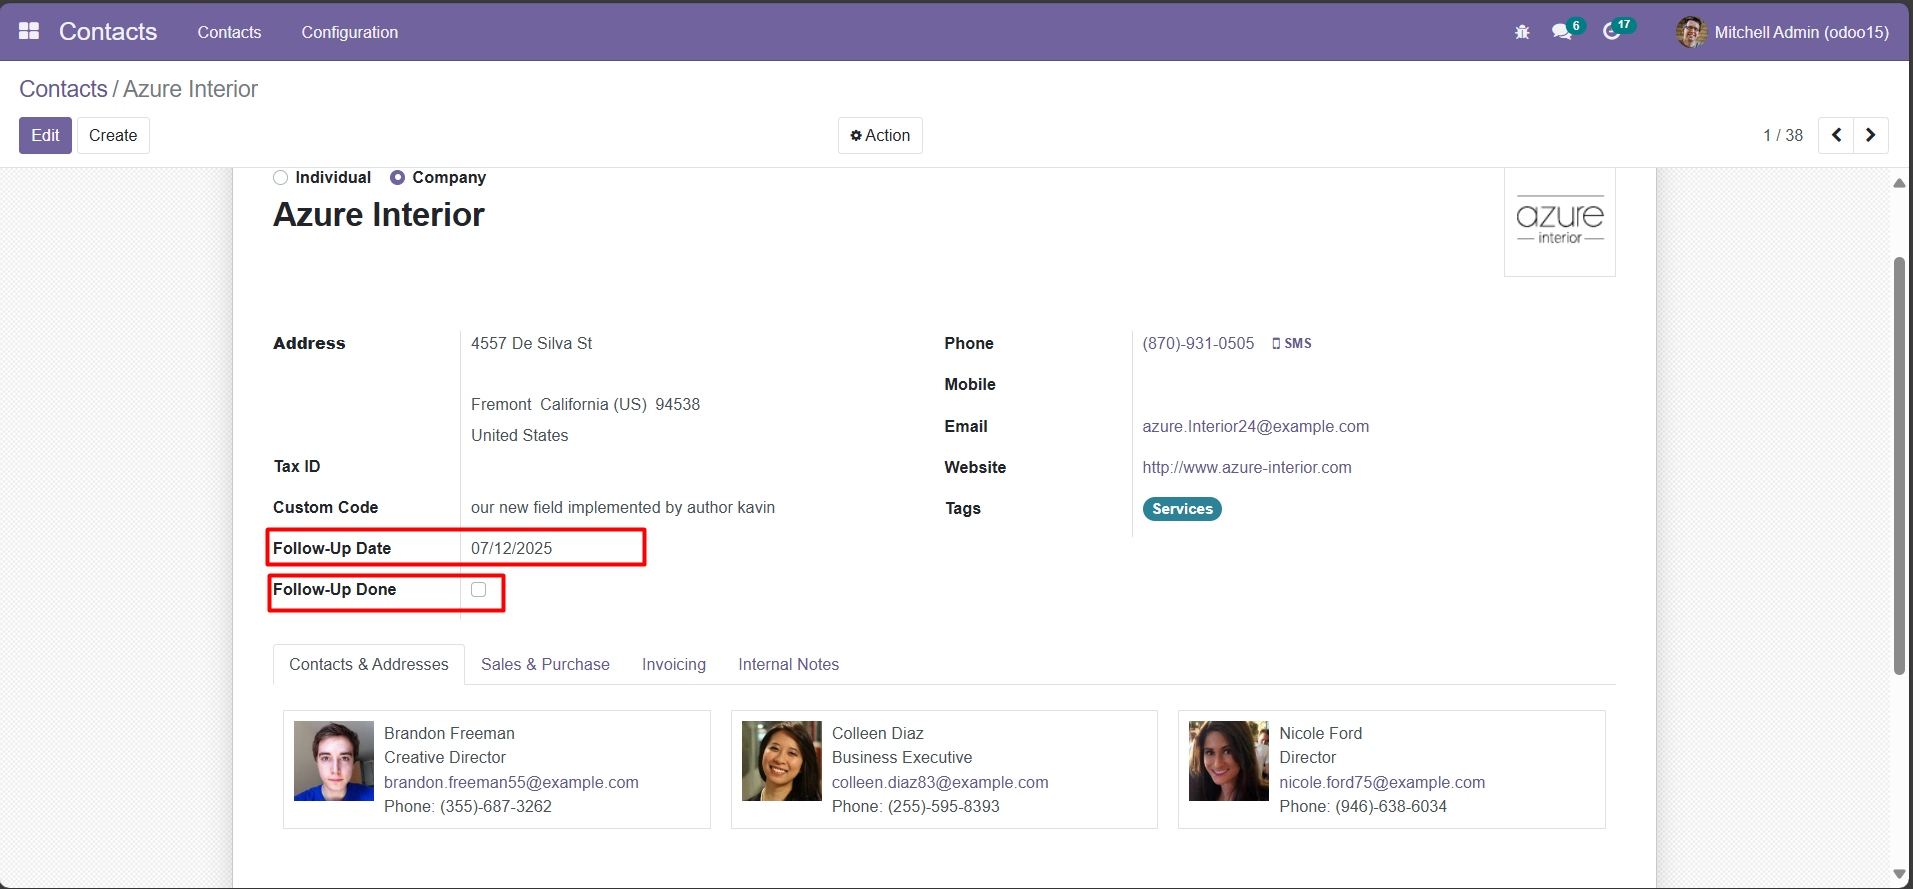 Contacts Contacts Configuration 6 17 Mitchell Admin (odoo15)
Contacts / Azure Interior
Edit Create Action 1 / 38
Individual Company
Azure Interior
azure
interior
Address 4557 De Silva St Phone (870)-931-0505 SMS
Mobile
Fremont California (US) 94538
Email azure.Interior24@example.com
United States
Tax ID Website http://www.azure-interior.com
Custom Code our new field implemented by author kavin Tags Services
Follow-Up Date 07/12/2025
Follow-Up Done
Contacts & Addresses Sales & Purchase Invoicing Internal Notes
Brandon Freeman
Creative Director
brandon.freeman55@example.com
Phone: (355)-687-3262
Colleen Diaz
Business Executive
colleen.diaz83@example.com
Phone: (255)-595-8393
Nicole Ford
Director
nicole.ford75@example.com
Phone: (946)-638-6034